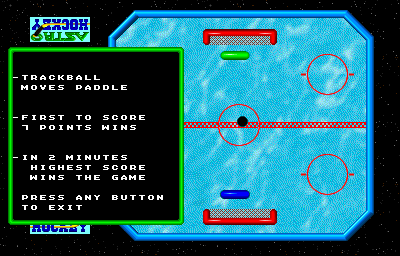 ASTRO
HOCKEY
-TRACKBALL
MOVES PADDLE
-FIRST TO SCORE
7 POINTS WINS
-IN 2 MINUTES
HIGHEST SCORE
WINS THE GAME
PRESS ANY BUTTON
TO EXIT
HOCKEY